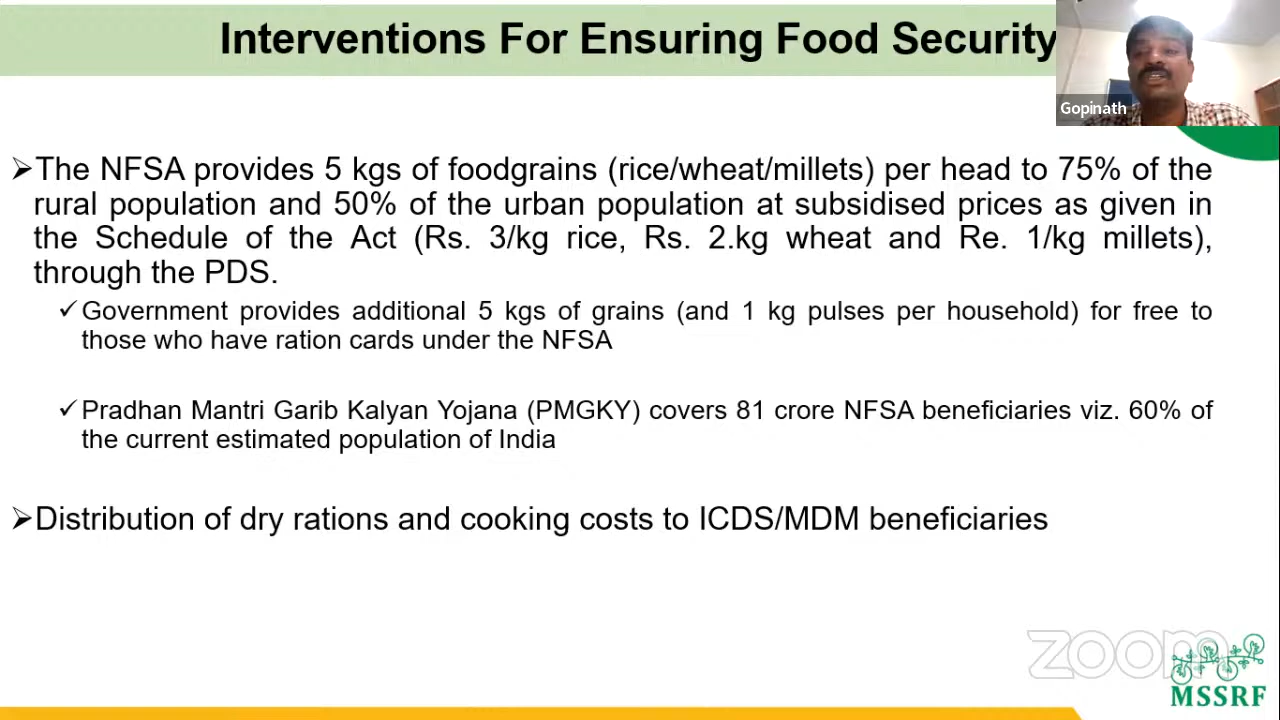 Interventions For Ensuring Food Security
Gopinath
➢The NFSA provides 5 kgs of foodgrains (rice/wheat/millets) per head to 75% of the
rural population and 50% of the urban population at subsidised prices as given in
the Schedule of the Act (Rs. 3/kg rice, Rs. 2.kg wheat and Re. 1/kg millets),
through the PDS.
✓Government provides additional 5 kgs of grains (and 1 kg pulses per household) for free to
those who have ration cards under the NFSA
✓Pradhan Mantri Garib Kalyan Yojana (PMGKY) covers 81 crore NFSA beneficiaries viz. 60% of
the current estimated population of India
➢Distribution of dry rations and cooking costs to ICDS/MDM beneficiaries
zoom
MSSRF